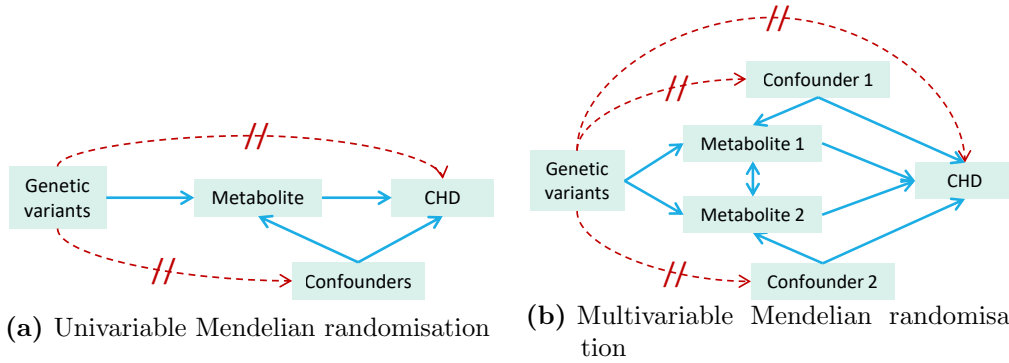 Genetic
variants
Metabolite
CHD
Confounders
(a) Univariable Mendelian randomisation
Confounder 1
Metabolite 1
Genetic
variants
CHD
Metabolite 2
Confounder 2
(b) Multivariable Mendelian randomisa-
tion